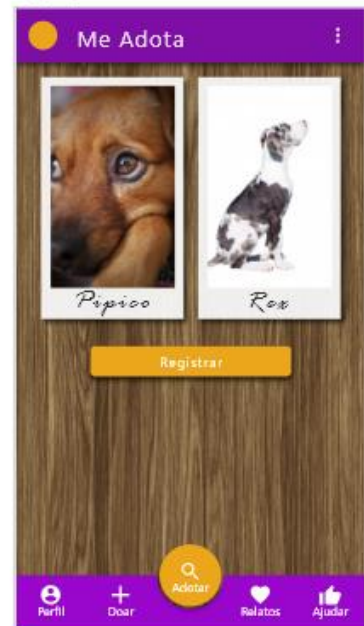 Me Adota
Pipico
Rex
Registrar
Perfil
Doar
Adotar
Relatos
Ajudar